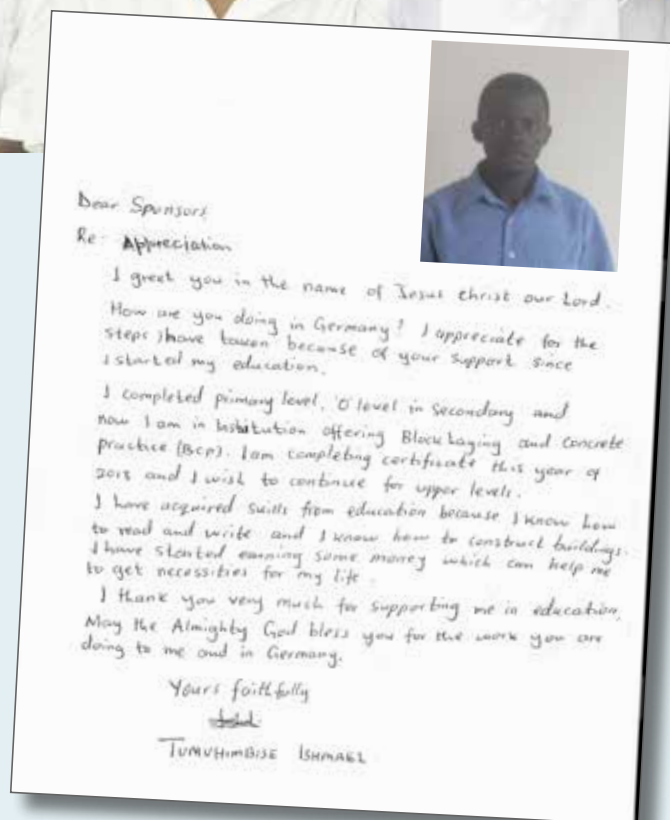 Dear Sponsors
Re: Appreciation
I greet you in the name of Jesus christ our Lord.
How are you doing in Germany? I appreciate for the
steps I have taken because of your support since
I started my education.
I completed primary level, 'O' level in secondary and
now I am in Institution offering Block Laying and concrete
practice (BCP). I am completing certificate this year of
2015 and I wish to continue for upper levels.
I have acquired skills from education because I know how
to read and write and I know how to construct buildings.
I have started earning some money which can help me
to get necessities for my life.
I thank you very much for supporting me in education,
May the Almighty God bless you for the work you are
doing to me and in Germany.
Yours faithfully
TUMUHIMBISE ISHMAEL